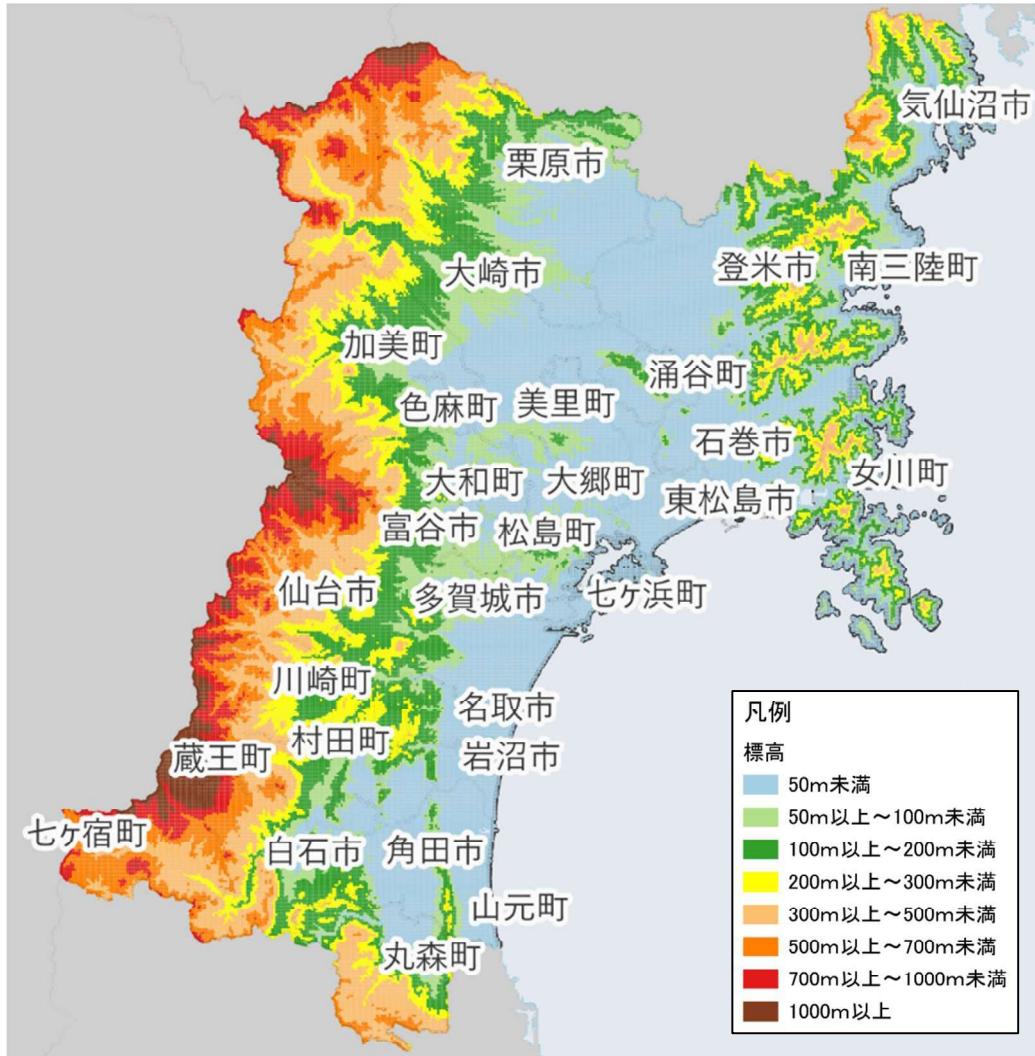 気仙沼市
栗原市
大崎市
登米市
南三陸町
加美町
涌谷町
色麻町
美里町
石巻市
大和町
大郷町
女川町
東松島市
富谷市
松島町
仙台市
多賀城市
七ヶ浜町
川崎町
名取市
村田町
岩沼市
蔵王町
七ヶ宿町
白石市
角田市
山元町
丸森町
凡例
標高
50m未満
50m以上～100m未満
100m以上～200m未満
200m以上～300m未満
300m以上～500m未満
500m以上～700m未満
700m以上～1000m未満
1000m以上